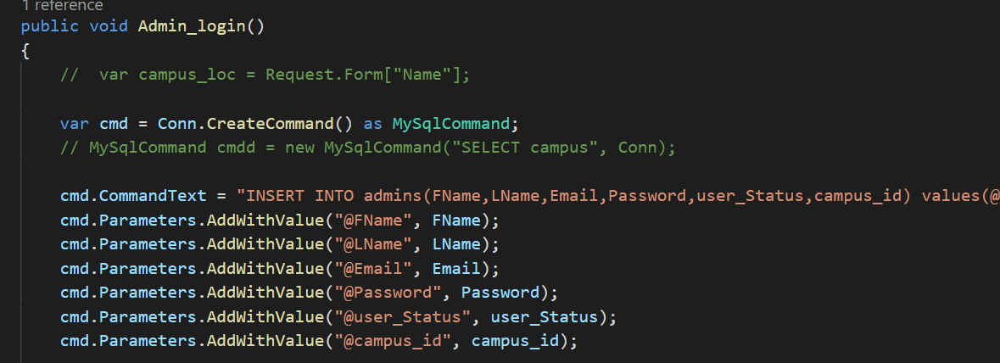 1 reference
public void Admin_login()
{
//  var campus_loc = Request.Form["Name"];
var cmd = Conn.CreateCommand() as MySqlCommand;
// MySqlCommand cmdd = new MySqlCommand("SELECT campus", Conn);
cmd.CommandText = "INSERT INTO admins(FName,LName,Email,Password,user_Status,campus_id) values(@
cmd.Parameters.AddWithValue("@FName", FName);
cmd.Parameters.AddWithValue("@LName", LName);
cmd.Parameters.AddWithValue("@Email", Email);
cmd.Parameters.AddWithValue("@Password", Password);
cmd.Parameters.AddWithValue("@user_Status", user_Status);
cmd.Parameters.AddWithValue("@campus_id", campus_id);